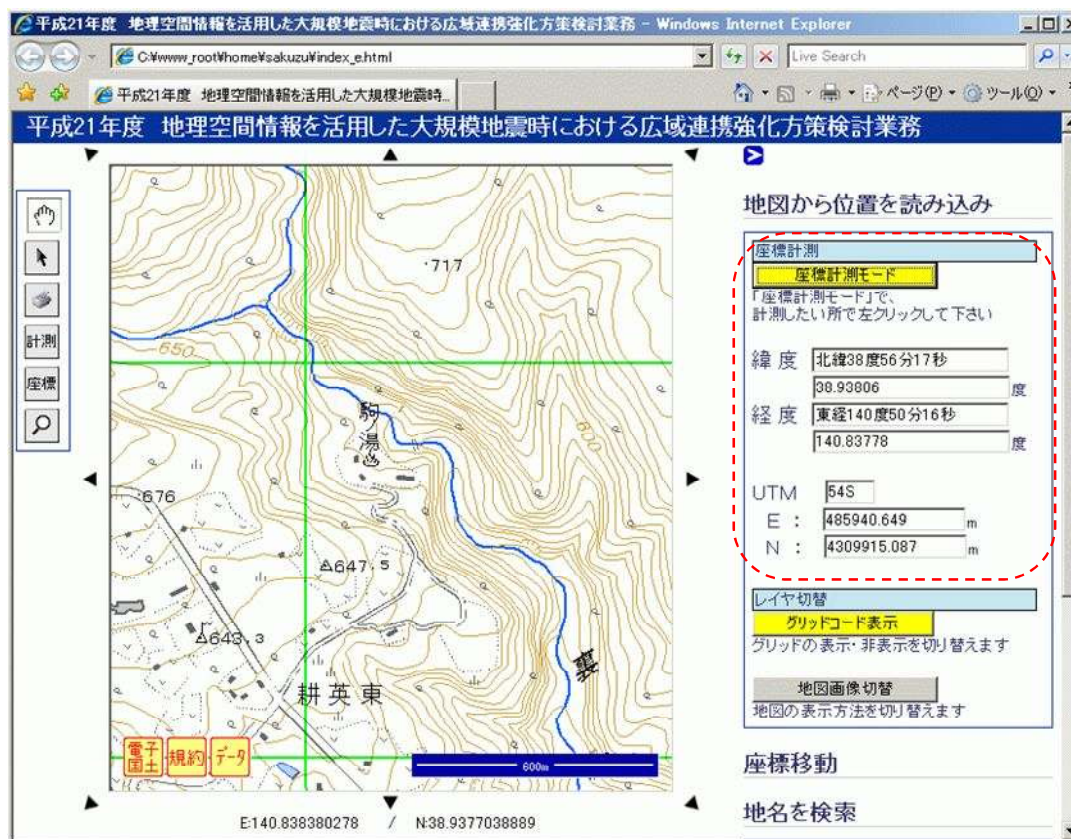 平成21年度 地理空間情報を活用した大規模地震時における広域連携強化方策検討業務 - Windows Internet Explorer
C:¥www_root¥home¥sakuzu¥index_e.html
Live Search
平成21年度 地理空間情報を活用した大規模地震時...
ページ(P)
ツール(O)
平成21年度 地理空間情報を活用した大規模地震時における広域連携強化方策検討業務
計測
座標
・717
650
600
駒ノ湯
・676
647.5
643.3
耕英東
裏
電子国土
規約
データ
600m
E:140.838380278 / N:38.9377038889
地図から位置を読み込み
座標計測
座標計測モード
「座標計測モード」で、
計測したい所で左クリックして下さい
緯度 北緯38度56分17秒
38.93806 度
経度 東経140度50分16秒
140.83778 度
UTM 54S
E : 485940.649 m
N : 4309915.087 m
レイヤ切替
グリッドコード表示
グリッドの表示・非表示を切り替えます
地図画像切替
地図の表示方法を切り替えます
座標移動
地名を検索